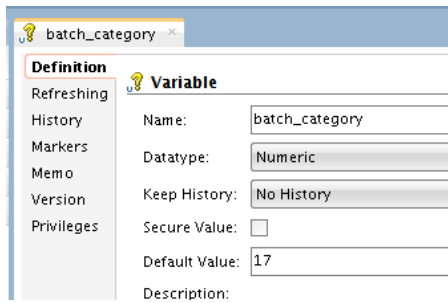 batch_category
Definition
Refreshing
History
Markers
Memo
Version
Privileges
Variable
Name: batch_category
Datatype: Numeric
Keep History: No History
Secure Value:
Default Value: 17
Description: